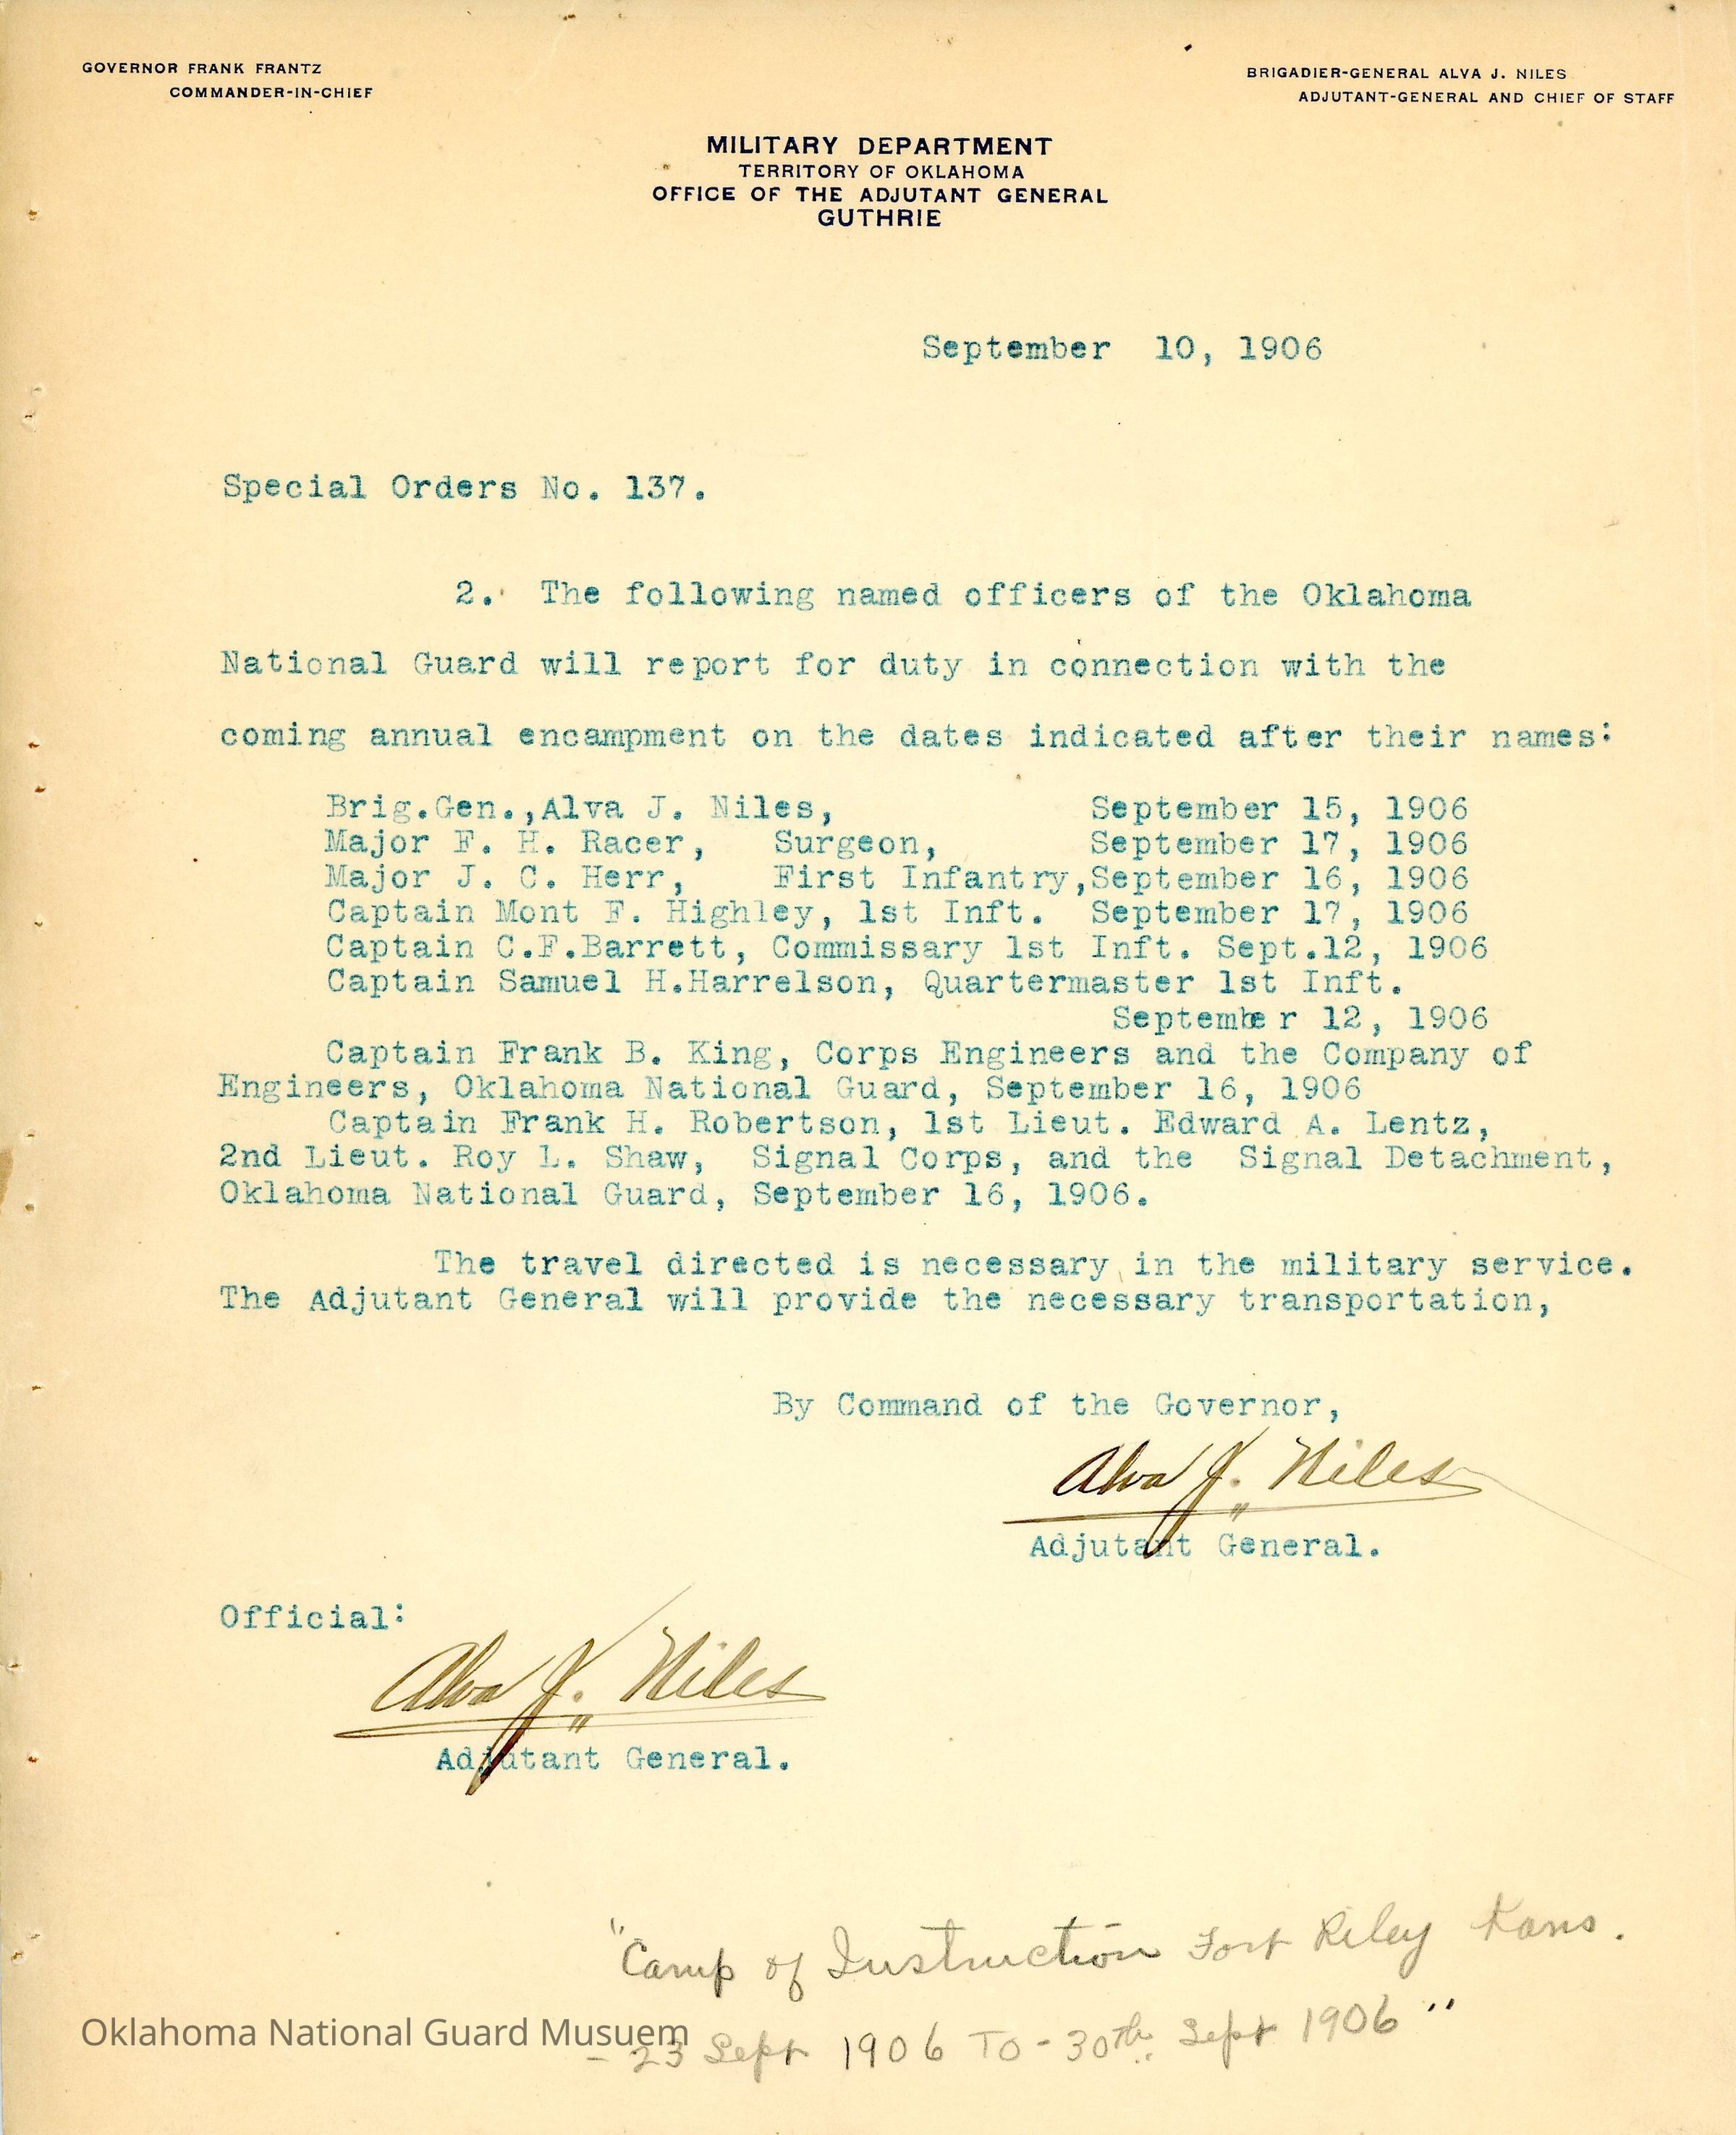 GOVERNOR FRANK FRANTZ
COMMANDER-IN-CHIEF
BRIGADIER-GENERAL ALVA J. NILES
ADJUTANT-GENERAL AND CHIEF OF STAFF
MILITARY DEPARTMENT
TERRITORY OF OKLAHOMA
OFFICE OF THE ADJUTANT GENERAL
GUTHRIE
September 10, 1906
Special Orders No. 137.
2. The following named officers of the Oklahoma
National Guard will report for duty in connection with the
coming annual encampment on the dates indicated after their names:
Brig.Gen.,Alva J. Niles, September 15, 1906
Major F. H. Racer, Surgeon, September 17, 1906
Major J. C. Herr, First Infantry,September 16, 1906
Captain Mont F. Highley, 1st Inft. September 17, 1906
Captain C.F.Barrett, Commissary 1st Inft. Sept.12, 1906
Captain Samuel H.Harrelson, Quartermaster 1st Inft.
September 12, 1906
Captain Frank B. King, Corps Engineers and the Company of
Engineers, Oklahoma National Guard, September 16, 1906
Captain Frank H. Robertson, 1st Lieut. Edward A. Lentz,
2nd Lieut. Roy L. Shaw, Signal Corps, and the Signal Detachment,
Oklahoma National Guard, September 16, 1906.
The travel directed is necessary in the military service.
The Adjutant General will provide the necessary transportation,
By Command of the Governor,
Alva J. Niles
Adjutant General.
Official:
Alva J. Niles
Adjutant General.
"Camp of Instruction Fort Riley Kans.
- 23 Sept 1906 To - 30th Sept 1906"
Oklahoma National Guard Musuem